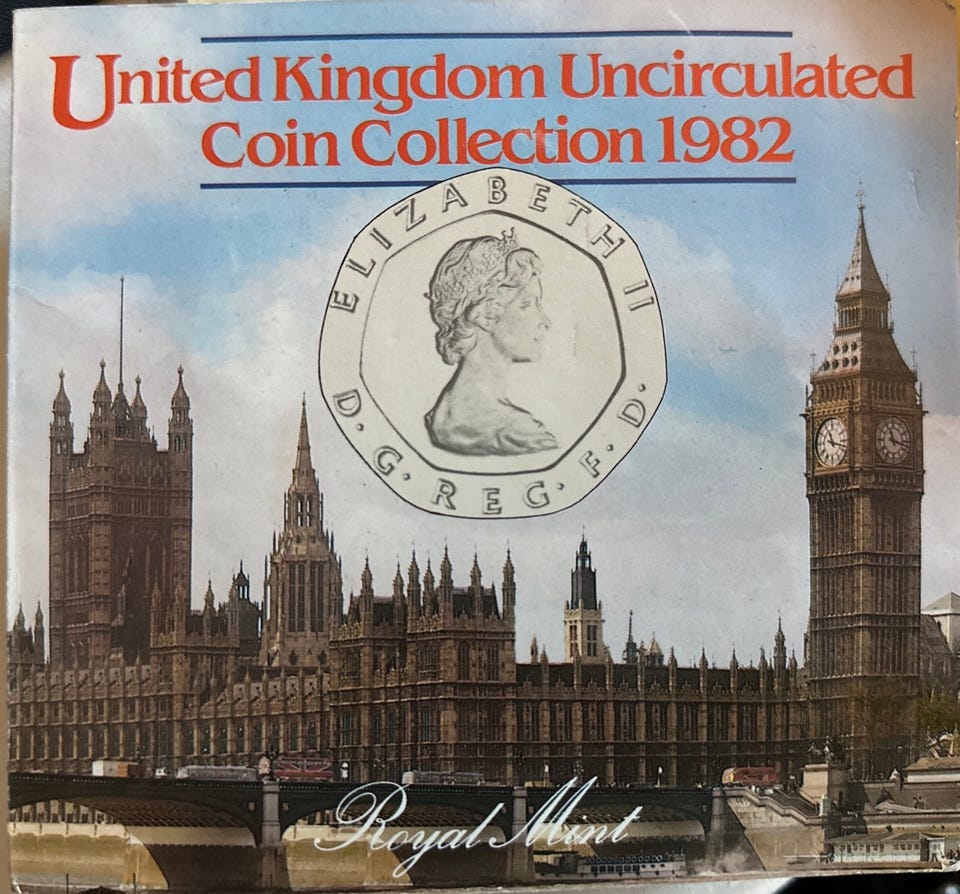 United Kingdom Uncirculated
Coin Collection 1982
ELIZABETH II
D·G·REG·F·D·
Royal Mint